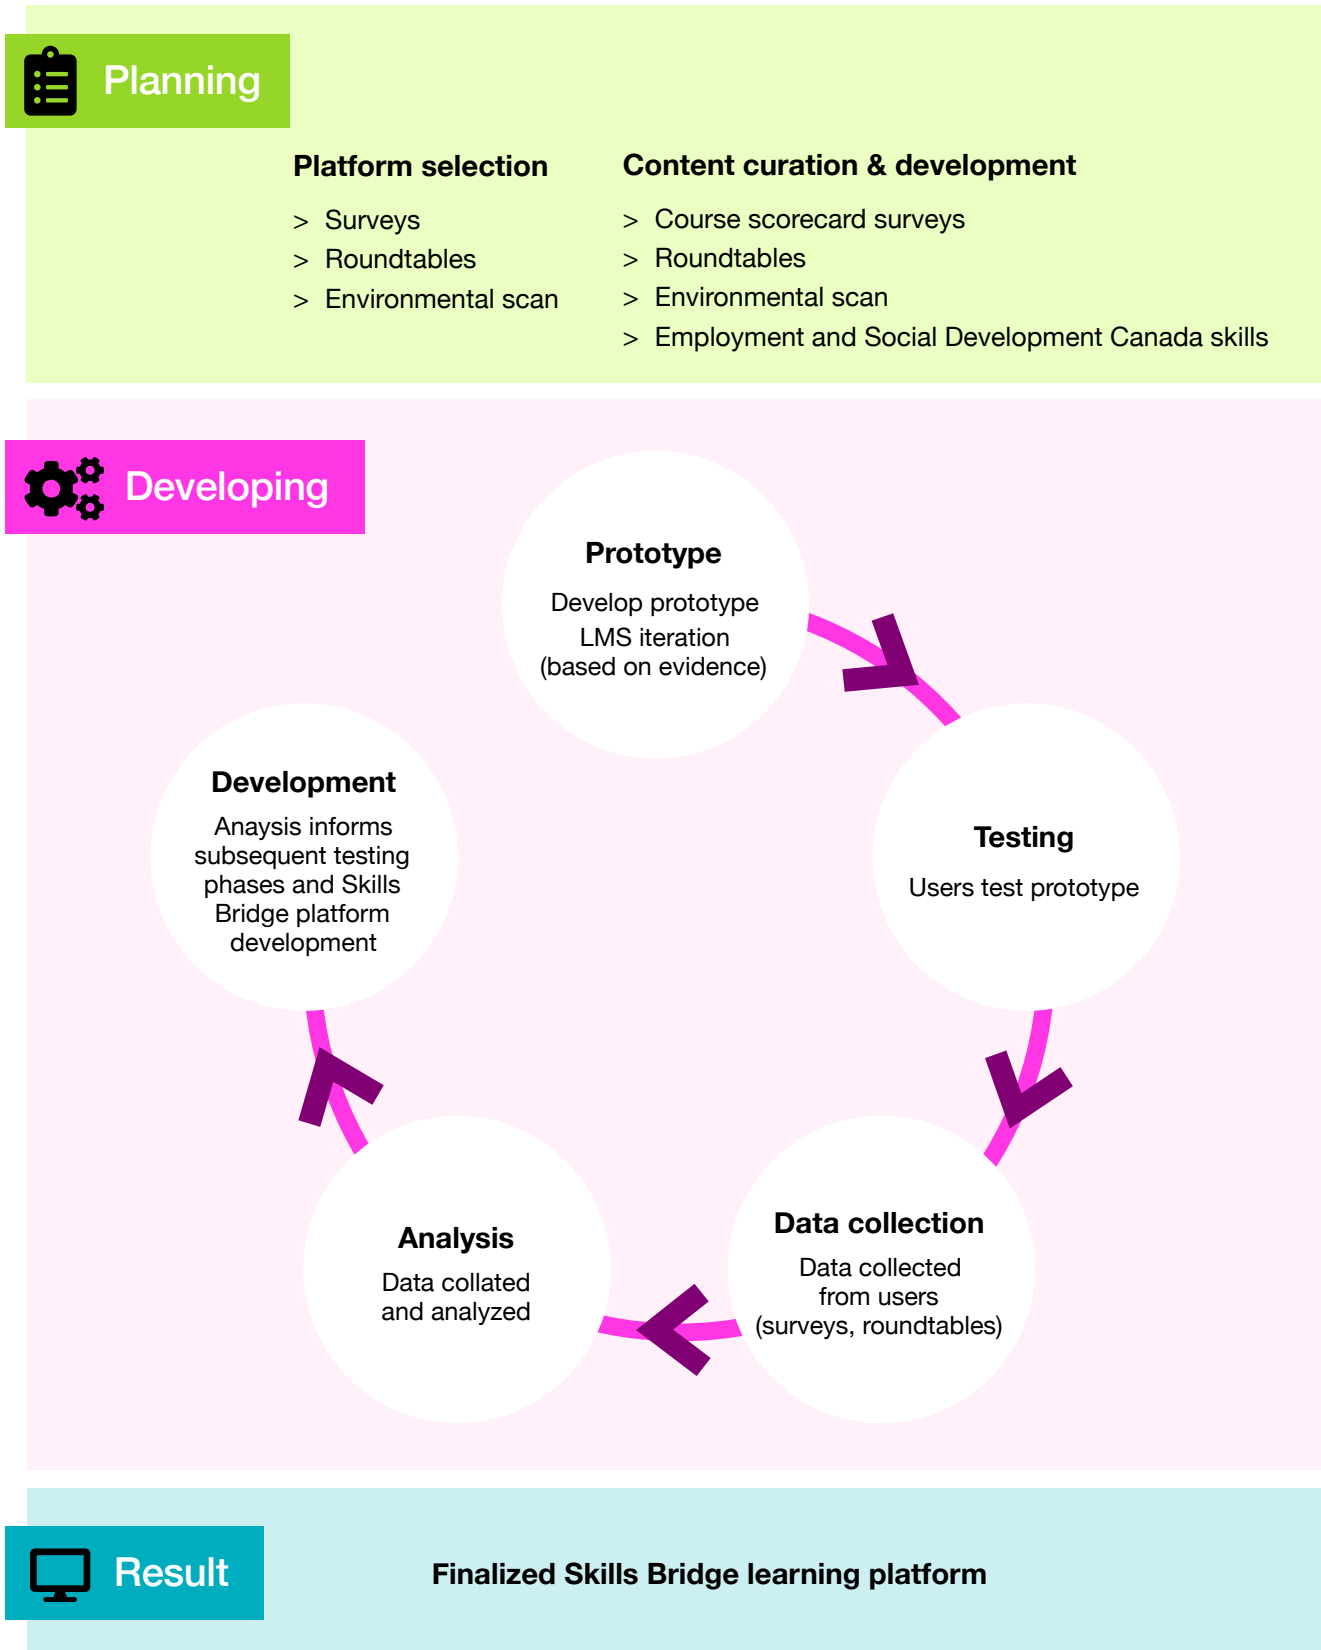 Planning
Platform selection
> Surveys
> Roundtables
> Environmental scan
Content curation & development
> Course scorecard surveys
> Roundtables
> Environmental scan
> Employment and Social Development Canada skills
Developing
Prototype
Develop prototype
LMS iteration
(based on evidence)
Testing
Users test prototype
Data collection
Data collected
from users
(surveys, roundtables)
Analysis
Data collated
and analyzed
Development
Anaysis informs
subsequent testing
phases and Skills
Bridge platform
development
Result
Finalized Skills Bridge learning platform